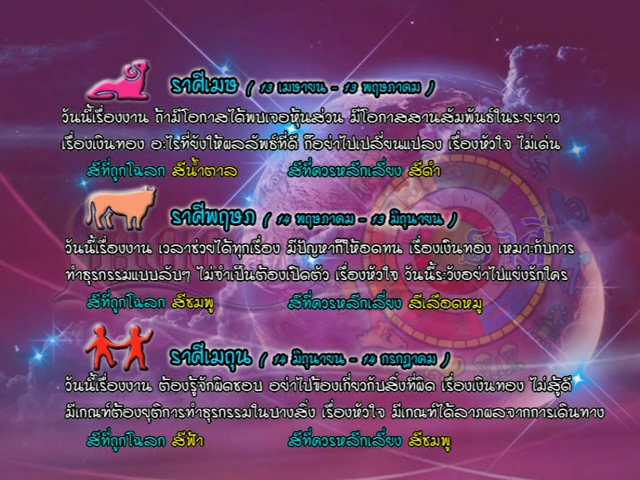 ราศีเมษ ( 13 เมษายน - 13 พฤษภาคม )
วันนี้เรื่องงาน ถ้ามีโอกาสได้พบเจอหุ้นส่วน มีโอกาสสานสัมพันธ์ในระยะยาว
เรื่องเงินทอง อะไรที่ยังให้ผลลัพธ์ที่ดี ก็อย่าไปเปลี่ยนแปลง เรื่องหัวใจ ไม่เด่น
สีที่ถูกโฉลก สีน้ำตาล สีที่ควรหลีกเลี่ยง สีดำ
ราศีพฤษภ ( 14 พฤษภาคม - 13 มิถุนายน )
วันนี้เรื่องงาน เวลาช่วยได้ทุกเรื่อง มีปัญหาก็ให้อดทน เรื่องเงินทอง เหมาะกับการ
ทำธุรกรรมแบบลับๆ ไม่จำเป็นต้องเปิดตัว เรื่องหัวใจ วันนี้ระวังอย่าไปแย่งรักใคร
สีที่ถูกโฉลก สีชมพู สีที่ควรหลีกเลี่ยง สีเลือดหมู
ราศีเมถุน ( 14 มิถุนายน - 14 กรกฎาคม )
วันนี้เรื่องงาน ต้องรู้จักผิดชอบ อย่าไปข้องเกี่ยวกับสิ่งที่ผิด เรื่องเงินทอง ไม่สู้ดี
มีเกณฑ์ต้องยุติการทำธุรกรรมในบางสิ่ง เรื่องหัวใจ มีเกณฑ์ได้ลาภผลจากการเดินทาง
สีที่ถูกโฉลก สีฟ้า สีที่ควรหลีกเลี่ยง สีชมพู